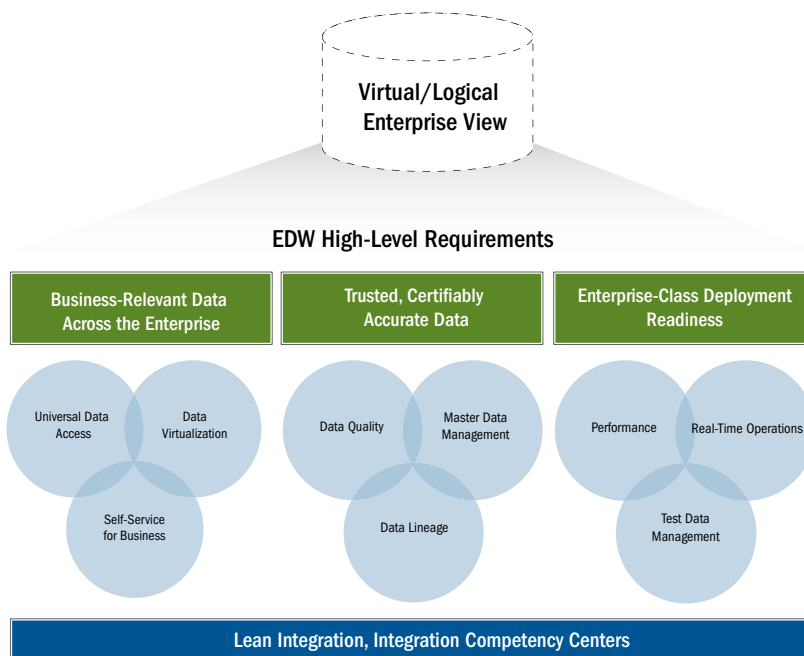 Virtual/Logical
Enterprise View
EDW High-Level Requirements
Business-Relevant Data
Across the Enterprise
Trusted, Certifiably
Accurate Data
Enterprise-Class Deployment
Readiness
Universal Data
Access
Data
Virtualization
Self-Service
for Business
Data Quality
Master Data
Management
Data Lineage
Performance
Real-Time Operations
Test Data
Management
Lean Integration, Integration Competency Centers